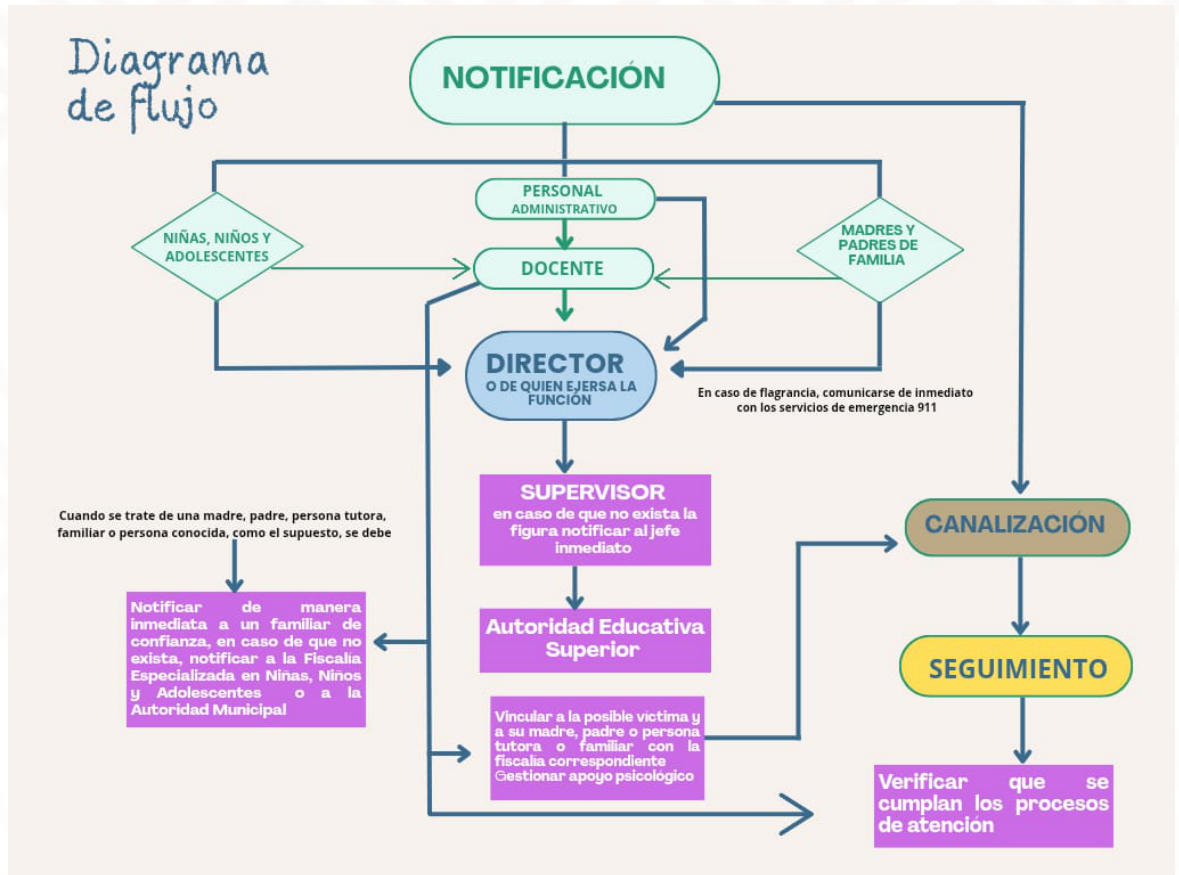 Diagrama
de flujo
NOTIFICACIÓN
PERSONAL
ADMINISTRATIVO
NIÑAS, NIÑOS Y
ADOLESCENTES
MADRES Y
PADRES DE
FAMILIA
DOCENTE
DIRECTOR
O DE QUIEN EJERSA LA
FUNCIÓN
En caso de flagrancia, comunicarse de inmediato
con los servicios de emergencia 911
SUPERVISOR
en caso de que no exista la
figura notificar al jefe
inmediato
CANALIZACIÓN
Cuando se trate de una madre, padre, persona tutora,
familiar o persona conocida, como el supuesto, se debe
Notificar de manera
inmediata a un familiar de
confianza, en caso de que no
exista, notificar a la Fiscalía
Especializada en Niñas, Niños
y Adolescentes o a la
Autoridad Municipal
Autoridad Educativa
Superior
SEGUIMIENTO
Vincular a la posible víctima y
a su madre, padre o persona
tutora o familiar con la
fiscalía correspondiente
Gestionar apoyo psicológico
Verificar que se
cumplan los procesos
de atención